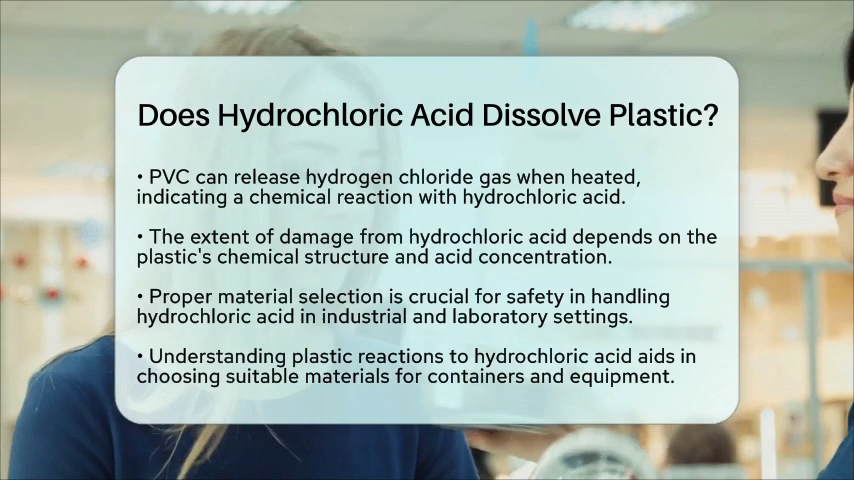 Does Hydrochloric Acid Dissolve Plastic?
• PVC can release hydrogen chloride gas when heated,
indicating a chemical reaction with hydrochloric acid.
• The extent of damage from hydrochloric acid depends on the
plastic's chemical structure and acid concentration.
• Proper material selection is crucial for safety in handling
hydrochloric acid in industrial and laboratory settings.
• Understanding plastic reactions to hydrochloric acid aids in
choosing suitable materials for containers and equipment.